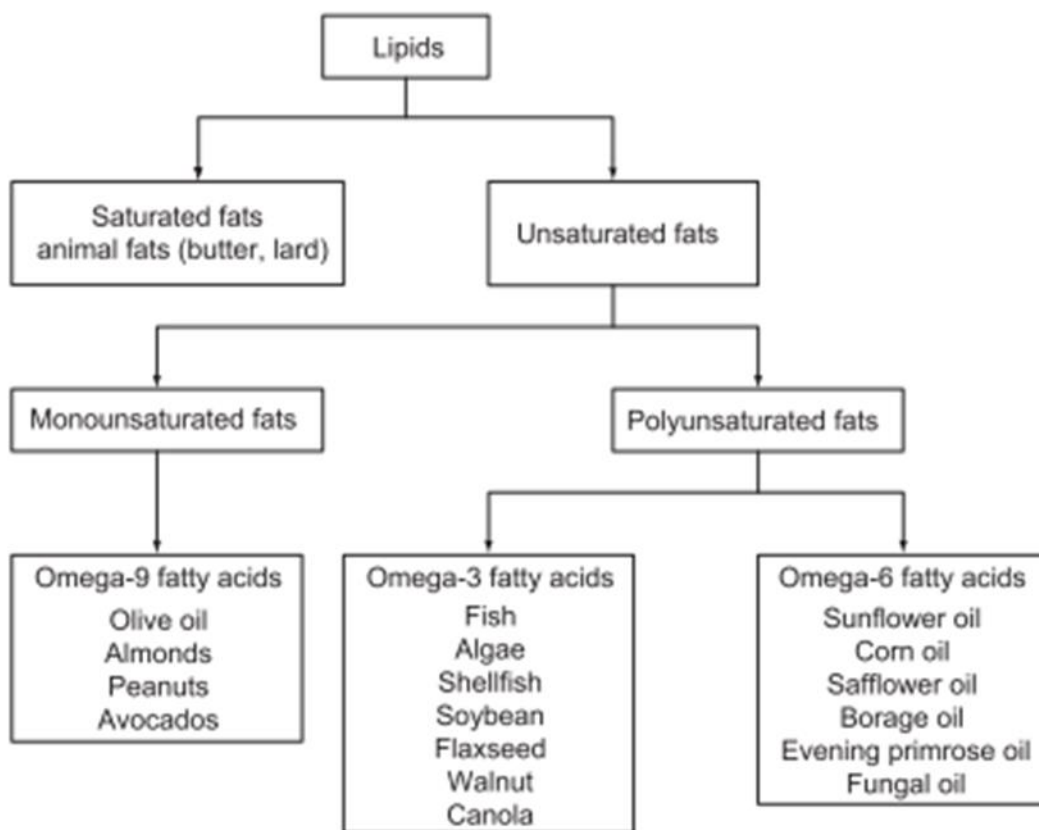 Lipids
Saturated fats
animal fats (butter, lard)
Unsaturated fats
Monounsaturated fats
Polyunsaturated fats
Omega-9 fatty acids
Olive oil
Almonds
Peanuts
Avocados
Omega-3 fatty acids
Fish
Algae
Shellfish
Soybean
Flaxseed
Walnut
Canola
Omega-6 fatty acids
Sunflower oil
Corn oil
Safflower oil
Borage oil
Evening primrose oil
Fungal oil